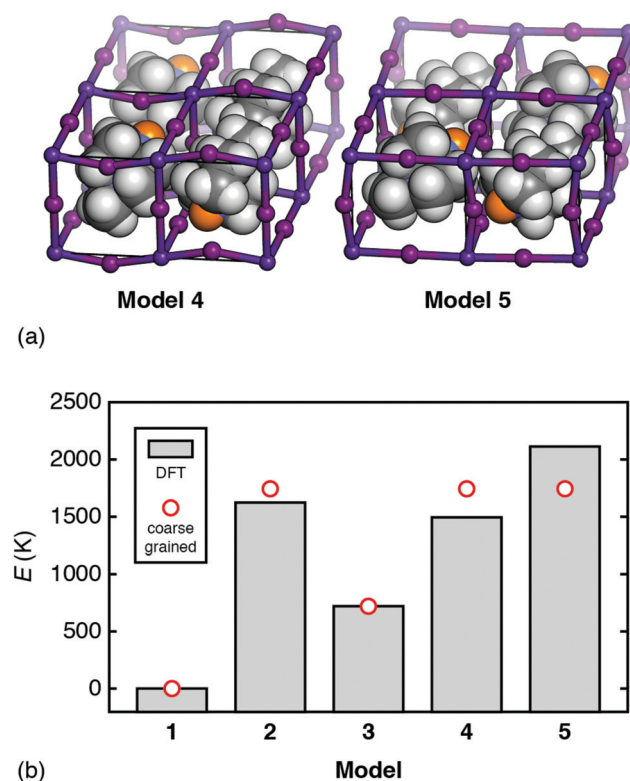 Model 4
Model 5
(a)
2500
2000
1500
1000
500
0
E (K)
DFT
coarse
grained
1
2
3
4
5
Model
(b)